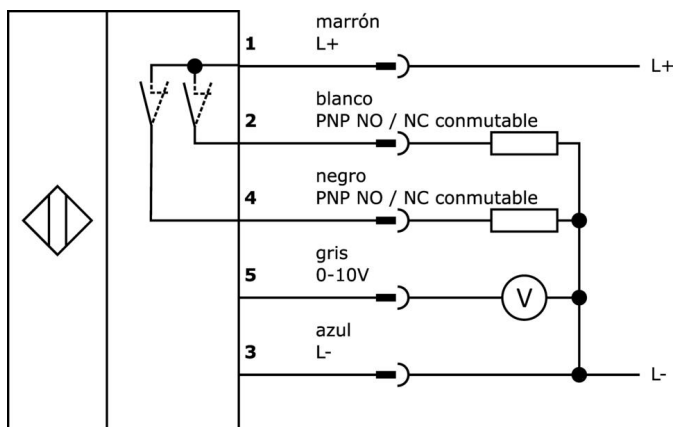 marrón
1 L+
L+
blanco
2 PNP NO / NC conmutable
negro
4 PNP NO / NC conmutable
gris
5 0-10V
V
azul
3 L-
L-